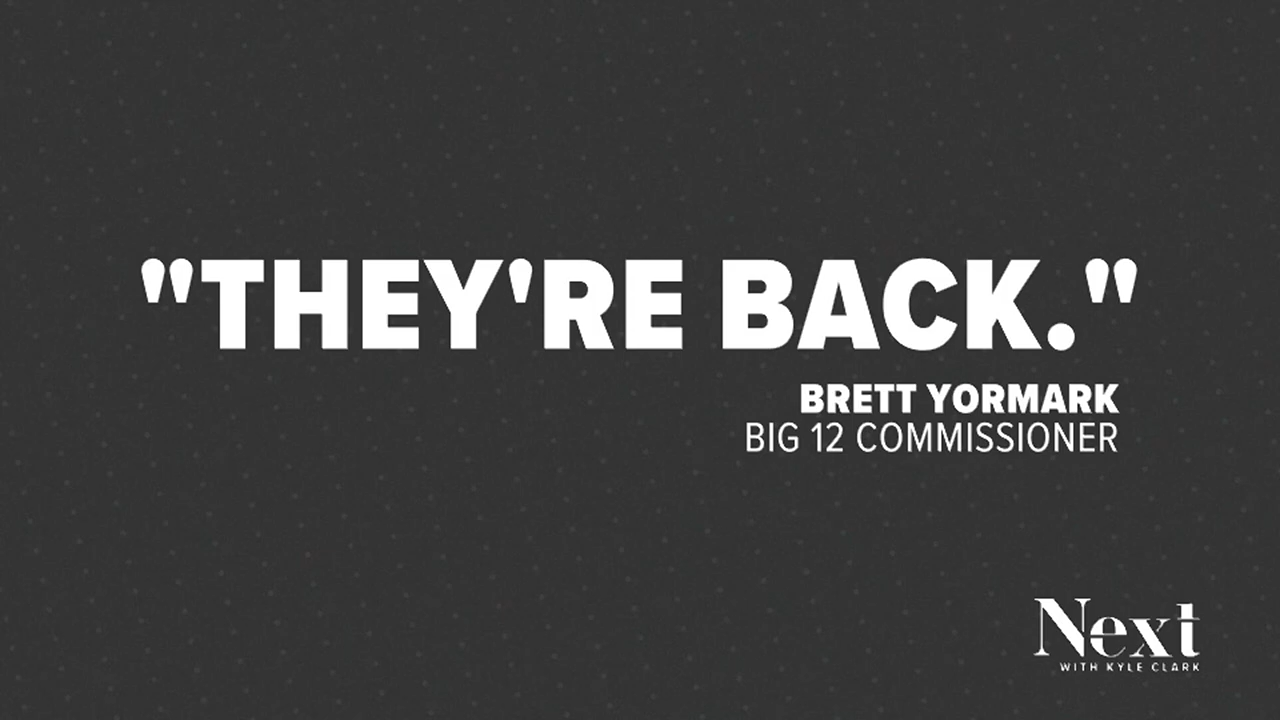 "THEY'RE BACK."
BRETT YORMARK
BIG 12 COMMISSIONER
Next
WITH KYLE CLARK